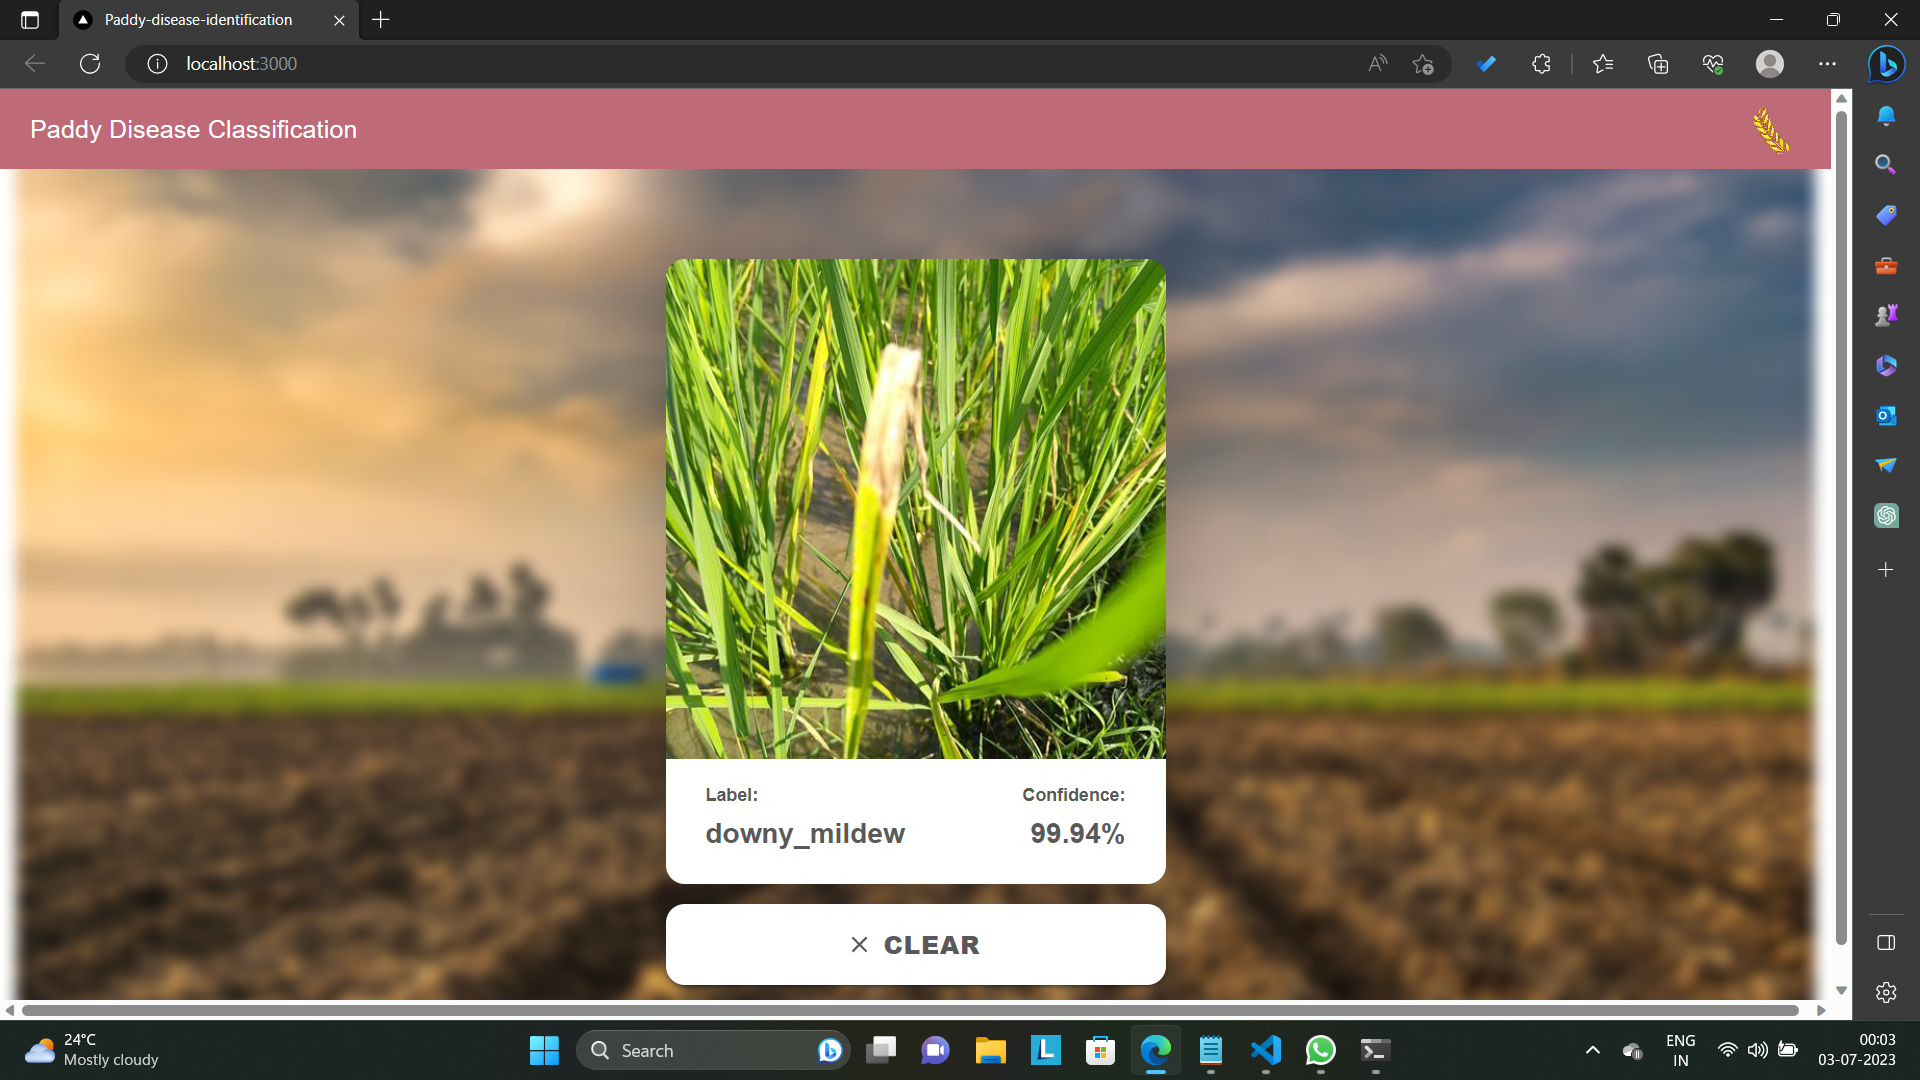 Paddy-disease-identification
localhost:3000
Paddy Disease Classification
Label:
Confidence:
downy_mildew
99.94%
CLEAR
24°C
Mostly cloudy
Search
ENG
IN
00:03
03-07-2023